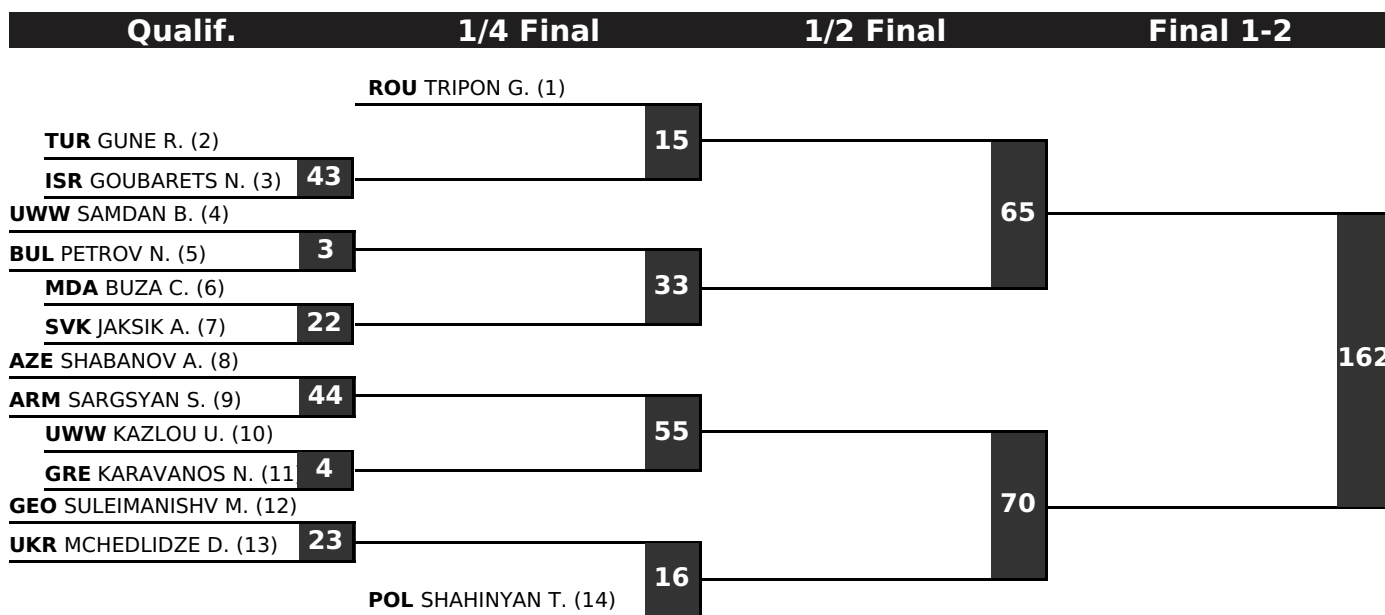 Qualif. 1/4 Final 1/2 Final Final 1-2
ROU TRIPON G. (1)
TUR GUNE R. (2)
15
ISR GOUBARETS N. (3) 43
UWW SAMDAN B. (4)
65
BUL PETROV N. (5) 3
MDA BUZA C. (6)
33
SVK JAKSIK A. (7) 22
AZE SHABANOV A. (8)
162
ARM SARGSYAN S. (9) 44
UWW KAZLOU U. (10)
55
GRE KARAVANOS N. (11) 4
GEO SULEIMANISHV M. (12)
70
UKR MCHEDLIDZE D. (13) 23
16
POL SHAHINYAN T. (14)